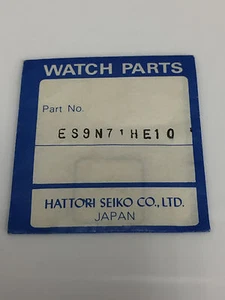 WATCH PARTS
Part No.
ES9N71HE10
HATTORI SEIKO CO., LTD.
JAPAN